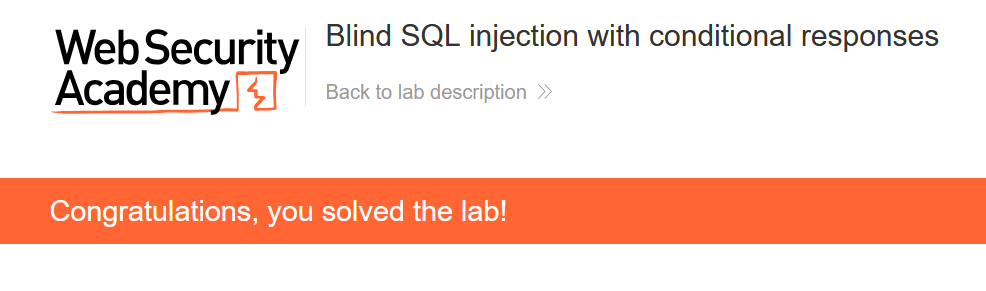 Web Security
Academy
Blind SQL injection with conditional responses
Back to lab description
Congratulations, you solved the lab!